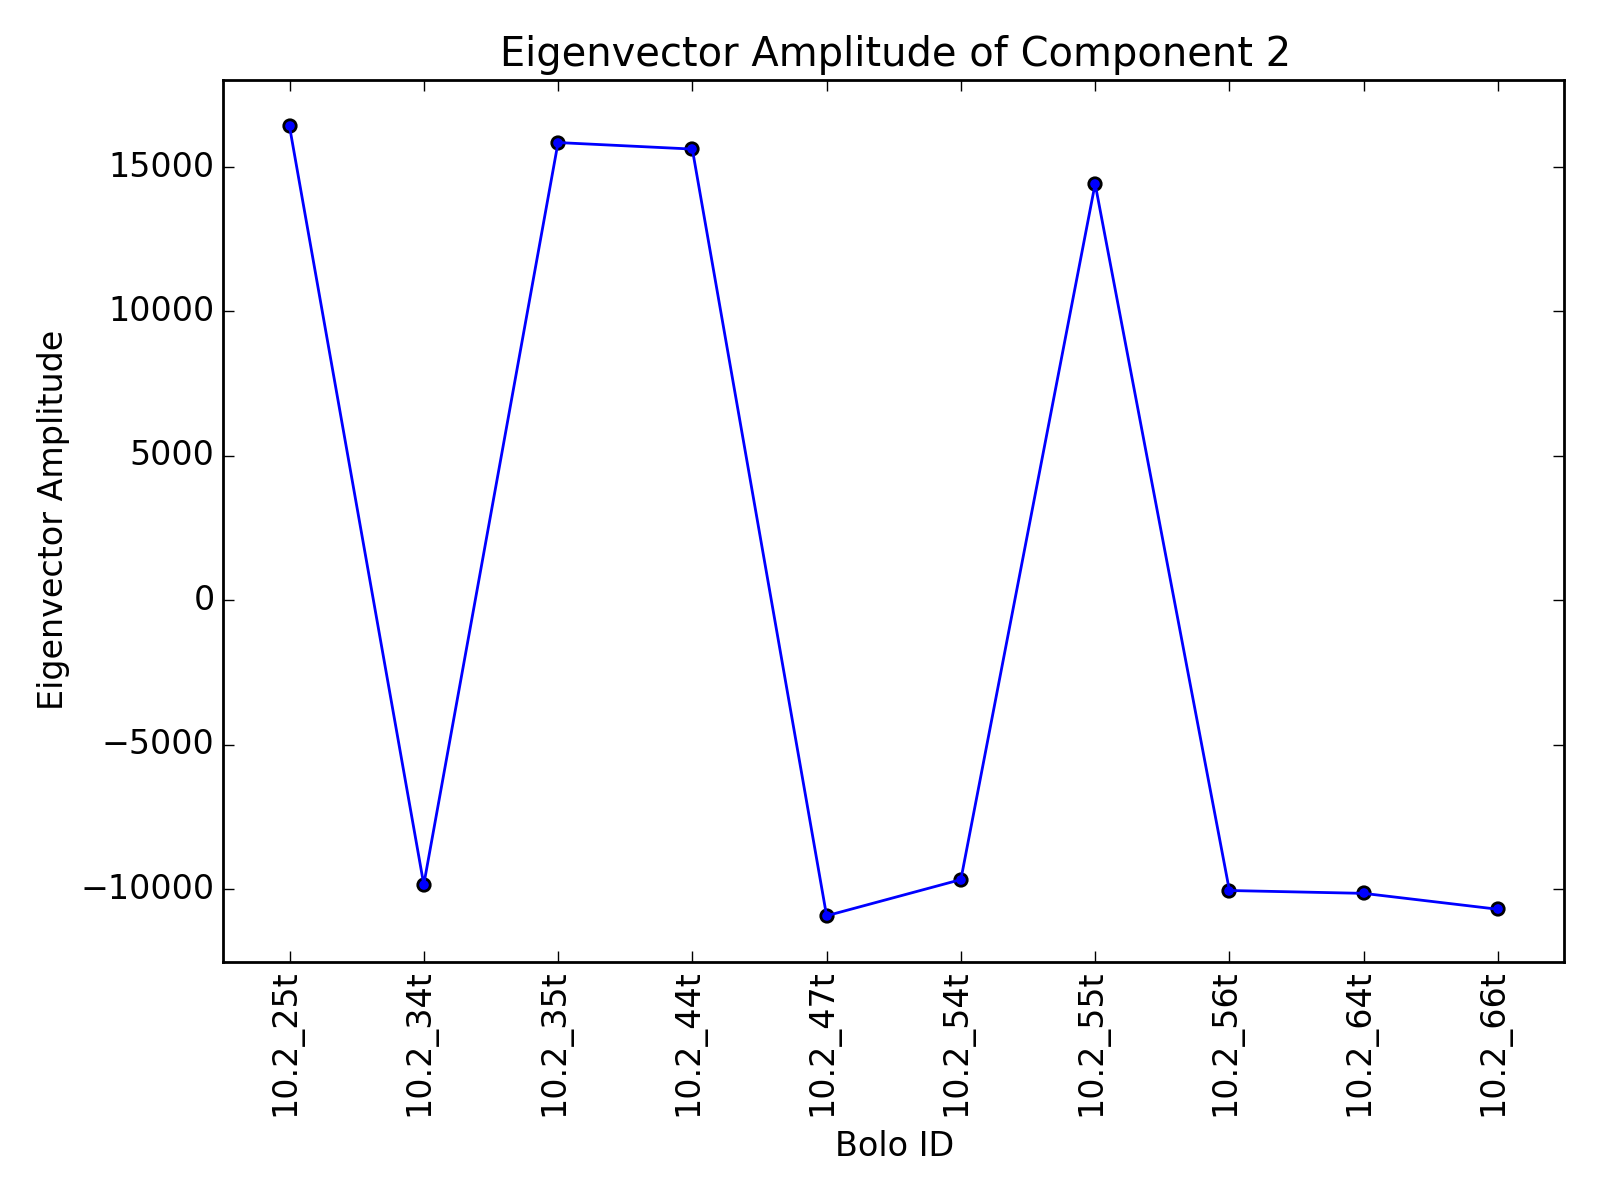 Eigenvector Amplitude of Component 2
Eigenvector Amplitude
15000
10000
5000
0
−5000
−10000
10.2_25t
10.2_34t
10.2_35t
10.2_44t
10.2_47t
10.2_54t
10.2_55t
10.2_56t
10.2_64t
10.2_66t
Bolo ID